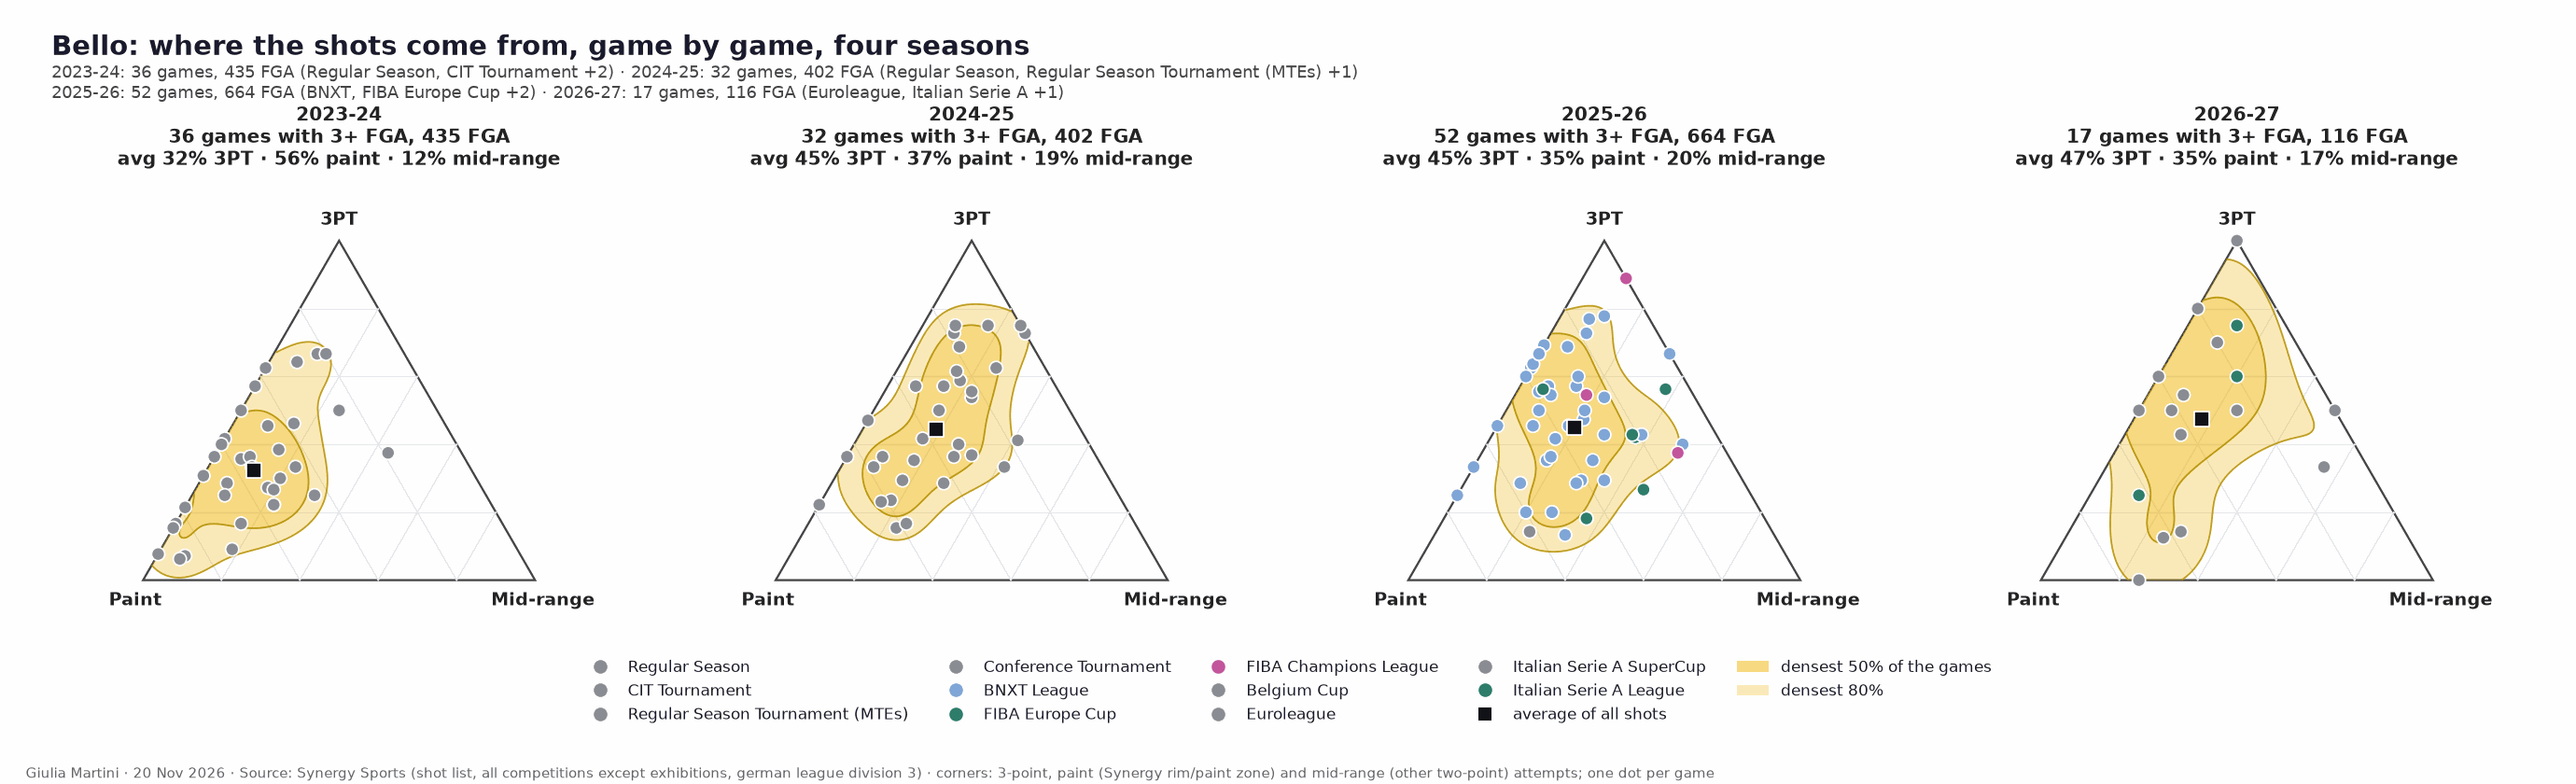 Bello: where the shots come from, game by game, four seasons
2023-24: 36 games, 435 FGA (Regular Season, CIT Tournament +2) · 2024-25: 32 games, 402 FGA (Regular Season, Regular Season Tournament (MTEs) +1)
2025-26: 52 games, 664 FGA (BNXT, FIBA Europe Cup +2) · 2026-27: 17 games, 116 FGA (Euroleague, Italian Serie A +1)
2023-24
36 games with 3+ FGA, 435 FGA
avg 32% 3PT · 56% paint · 12% mid-range
3PT
Paint
Mid-range
2024-25
32 games with 3+ FGA, 402 FGA
avg 45% 3PT · 37% paint · 19% mid-range
3PT
Paint
Mid-range
2025-26
52 games with 3+ FGA, 664 FGA
avg 45% 3PT · 35% paint · 20% mid-range
3PT
Paint
Mid-range
2026-27
17 games with 3+ FGA, 116 FGA
avg 47% 3PT · 35% paint · 17% mid-range
3PT
Paint
Mid-range
Regular Season
CIT Tournament
Regular Season Tournament (MTEs)
Conference Tournament
BNXT League
FIBA Europe Cup
FIBA Champions League
Belgium Cup
Euroleague
Italian Serie A SuperCup
Italian Serie A League
average of all shots
densest 50% of the games
densest 80%
Giulia Martini · 20 Nov 2026 · Source: Synergy Sports (shot list, all competitions except exhibitions, german league division 3) · corners: 3-point, paint (Synergy rim/paint zone) and mid-range (other two-point) attempts; one dot per game